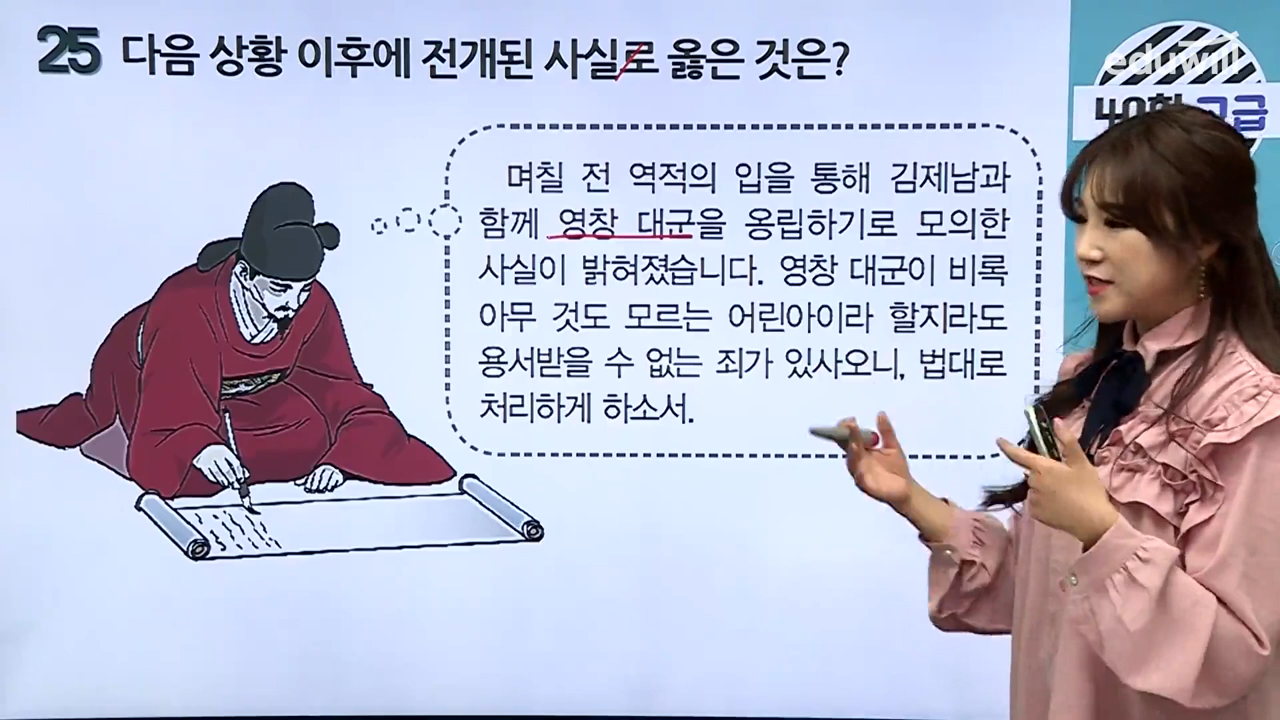 25 다음 상황 이후에 전개된 사실로 옳은 것은?
eduwill
고급
며칠 전 역적의 입을 통해 김제남과
함께 영창 대군을 옹립하기로 모의한
사실이 밝혀졌습니다. 영창 대군이 비록
아무 것도 모르는 어린아이라 할지라도
용서받을 수 없는 죄가 있사오니, 법대로
처리하게 하소서.